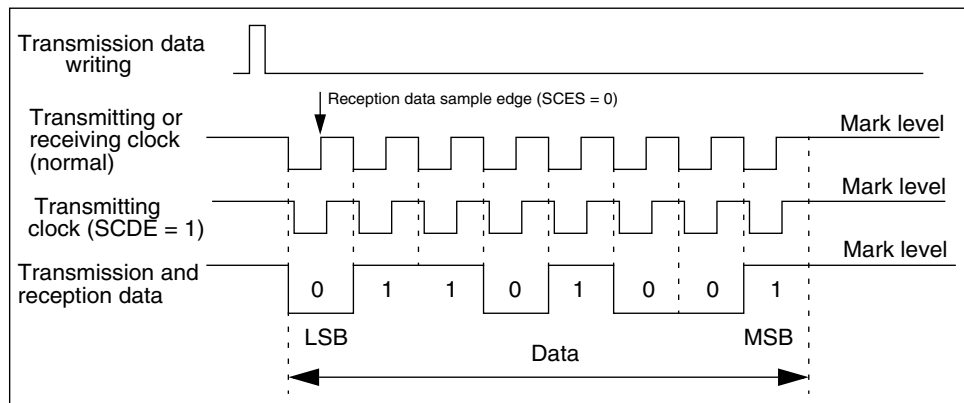 Transmission data
writing
Reception data sample edge (SCES = 0)
Transmitting or
receiving clock
(normal)
Mark level
Transmitting
clock (SCDE = 1)
Mark level
Transmission and
reception data
Mark level
0 1 1 0 1 0 0 1
LSB MSB
Data